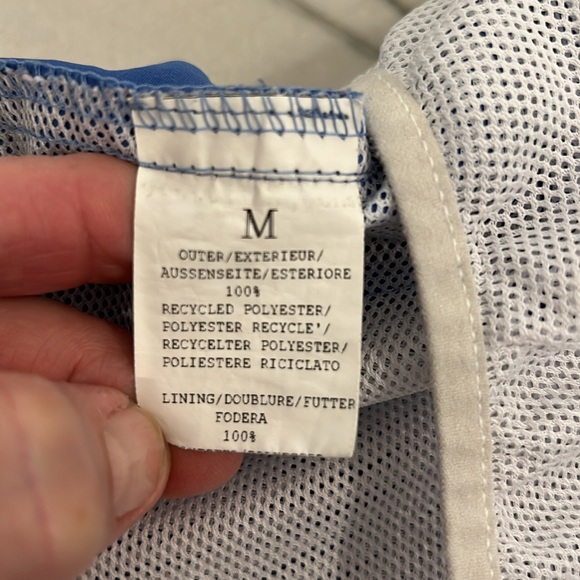 M
OUTER/EXTERIEUR/
AUSSENSEITE/ESTERIORE
100%
RECYCLED POLYESTER/
POLYESTER RECYCLE'/
RECYCELTER POLYESTER/
POLIESTERE RICICLATO
LINING/DOUBLURE/FUTTER
FODERA
100%